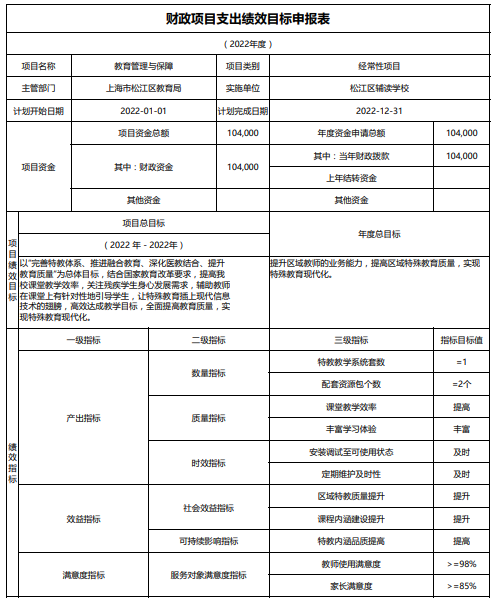 财政项目支出绩效目标申报表
（2022年度）
项目名称 教育管理与保障 项目类别 经常性项目
主管部门 上海市松江区教育局 实施单位 松江区辅读学校
计划开始日期 2022-01-01 计划完成日期 2022-12-31
项目资金 项目资金总额 104,000 年度资金申请总额 104,000
其中：财政资金 104,000 其中：当年财政拨款 104,000
上年结转资金
其他资金 其他资金
项目绩效目标 项目总目标 年度总目标
（2022 年 - 2022年）
以"完善特教体系、推进融合教育、深化医教结合、提升
教育质量"为总体目标，结合国家教育改革要求，提高我
校课堂教学效率，关注残疾学生身心发展需求，辅助教师
在课堂上有针对性地引导学生，让特殊教育插上现代信息
技术的翅膀，高效达成教学目标，全面提高教育质量，实
现特殊教育现代化。
提升区域教师的业务能力，提高区域特殊教育质量，实现
特殊教育现代化。
绩效指标 一级指标 二级指标 三级指标 指标目标值
产出指标 数量指标 特教教学系统套数 =1
配套资源包个数 =2个
质量指标 课堂教学效率 提高
丰富学习体验 丰富
时效指标 安装调试至可使用状态 及时
定期维护及时性 及时
效益指标 社会效益指标 区域特教质量提升 提升
课程内涵建设提升 提升
可持续影响指标 特教内涵品质提高 提高
满意度指标 服务对象满意度指标 教师使用满意度 >=98%
家长满意度 >=85%